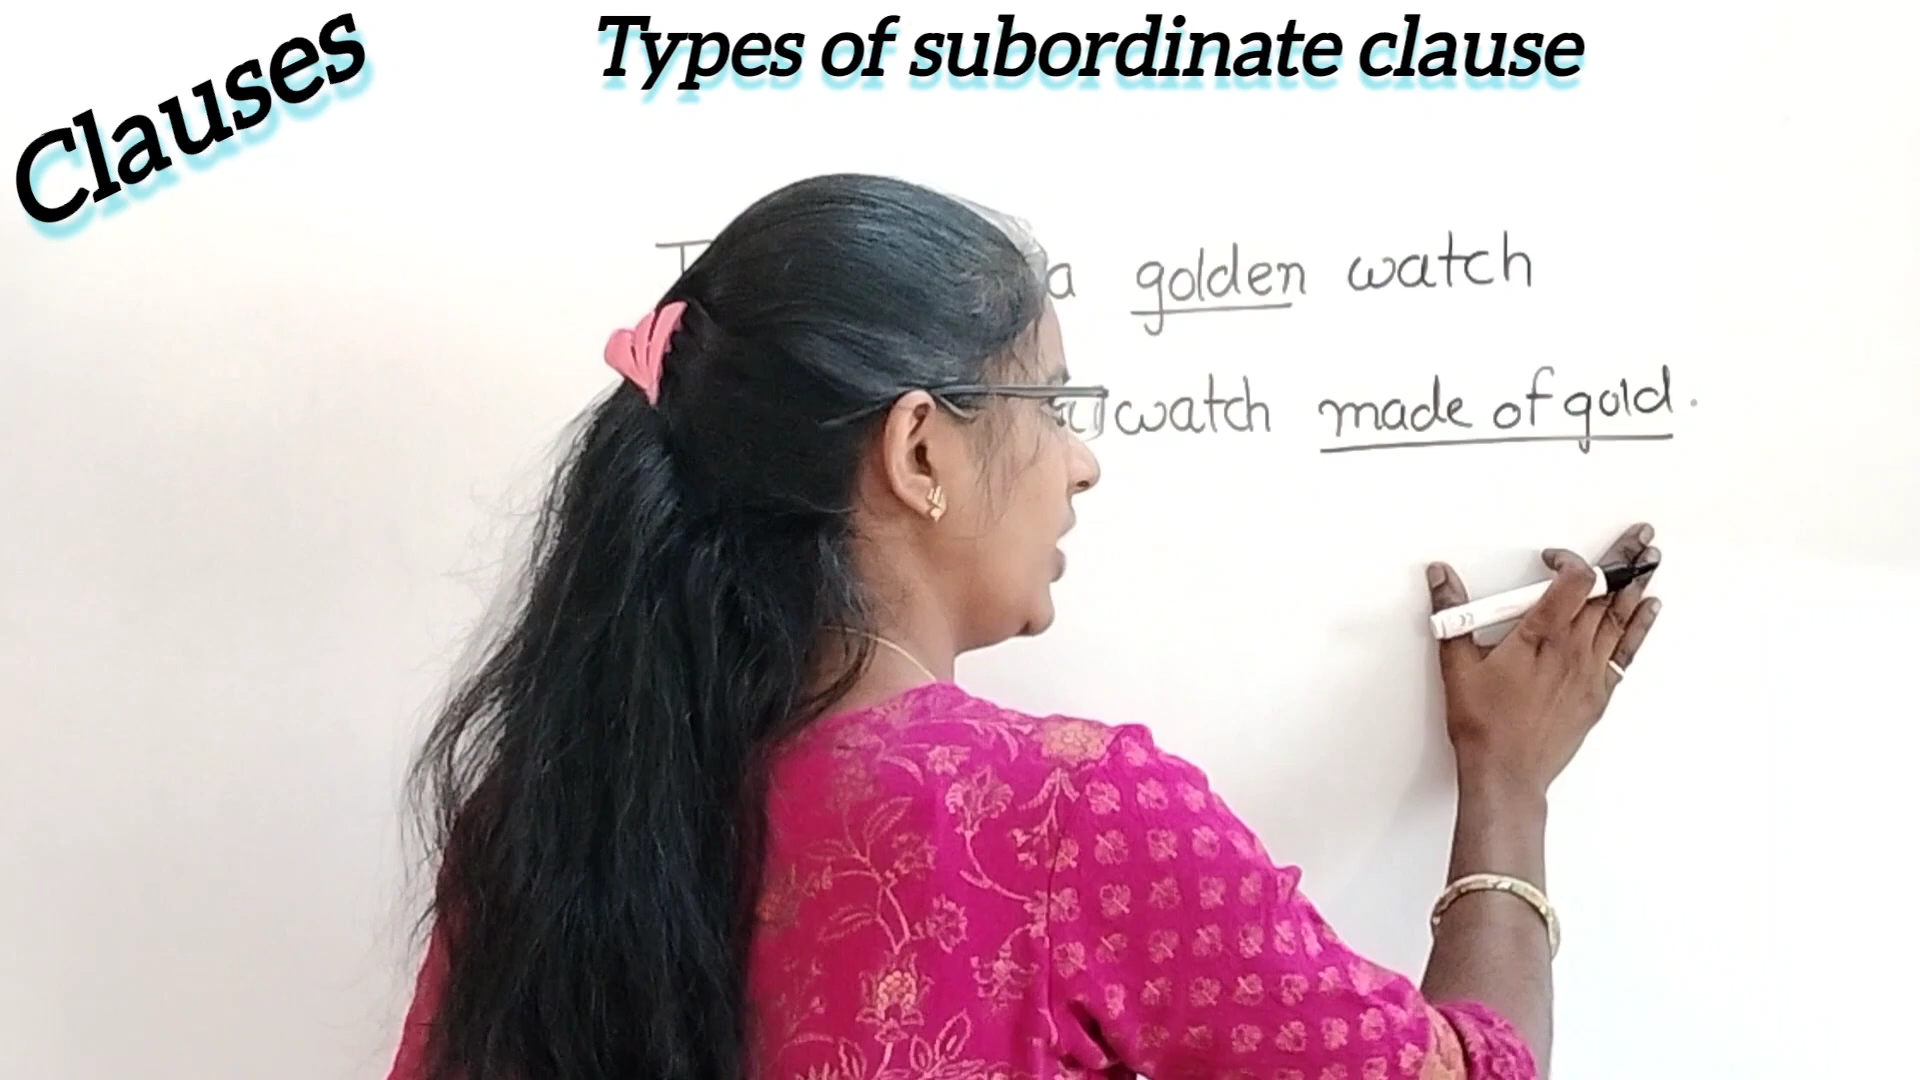 Clauses
Types of subordinate clause
a golden watch
watch made of gold.